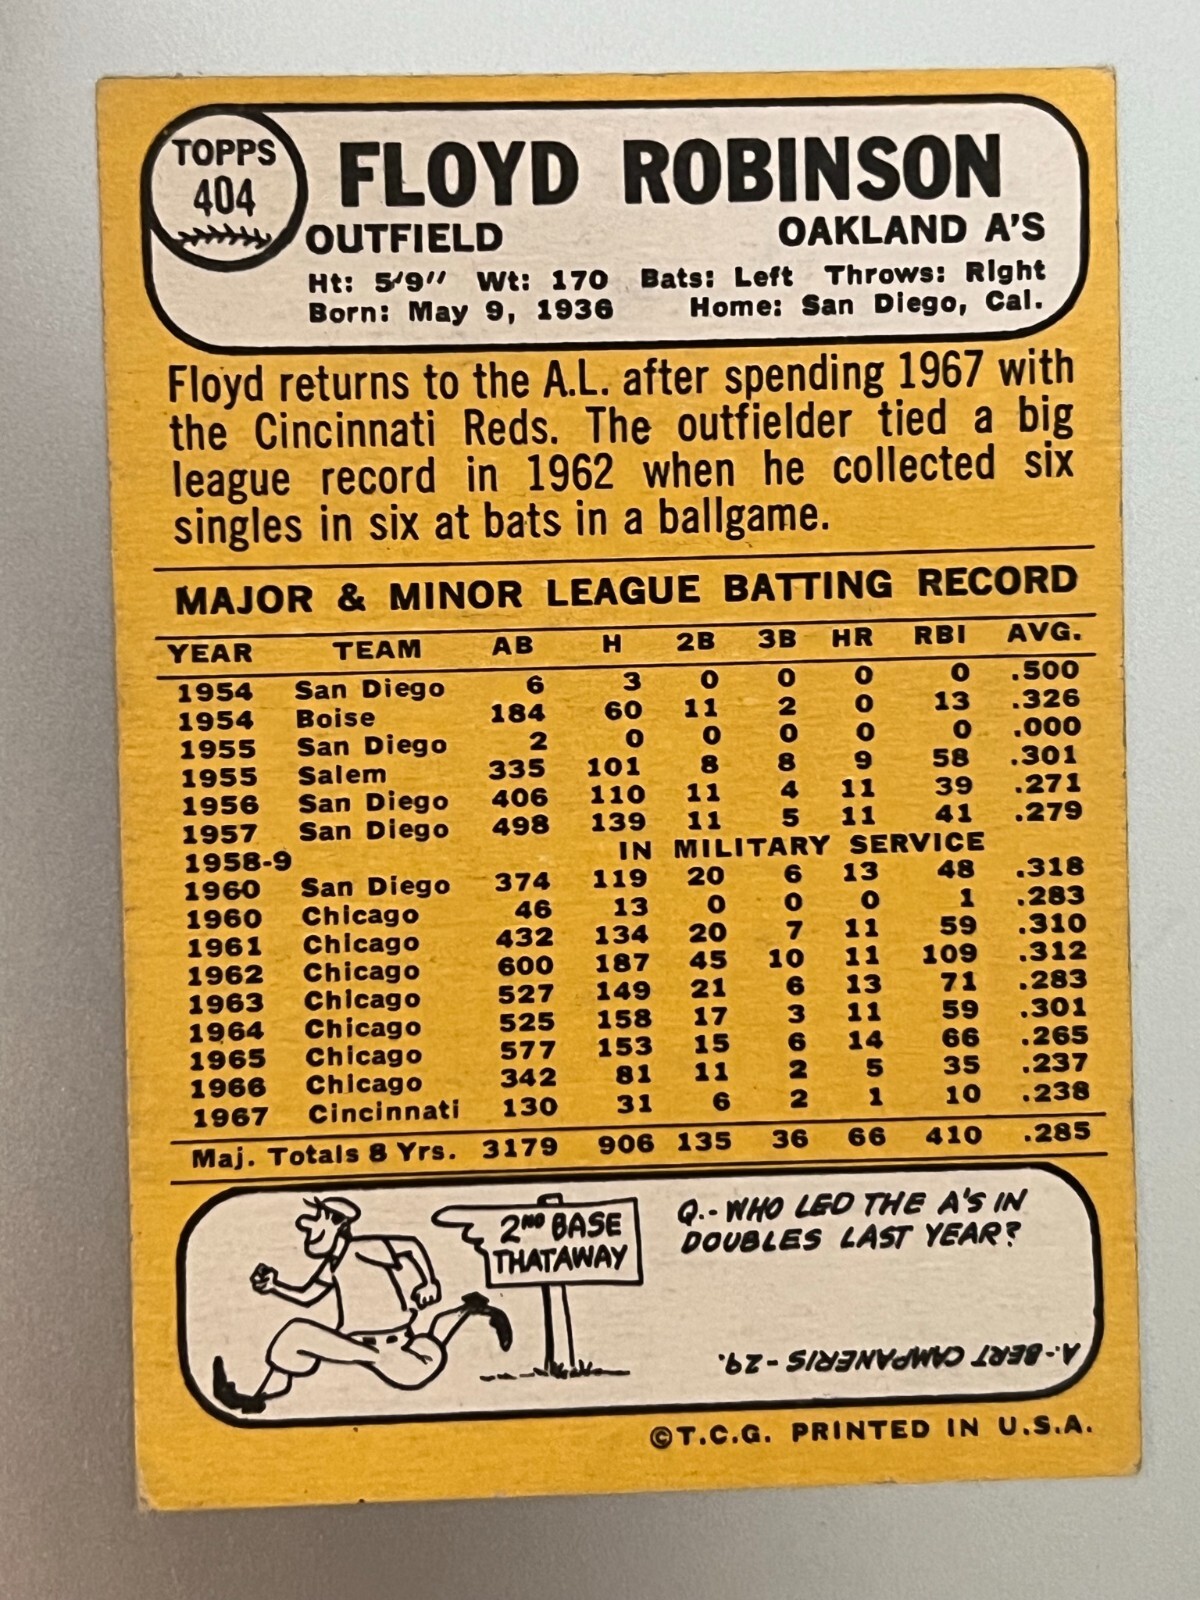 TOPPS
404
FLOYD ROBINSON
OUTFIELD OAKLAND A'S
Ht: 5'9" Wt: 170 Bats: Left Throws: Right
Born: May 9, 1936 Home: San Diego, Cal.
Floyd returns to the A.L. after spending 1967 with
the Cincinnati Reds. The outfielder tied a big
league record in 1962 when he collected six
singles in six at bats in a ballgame.
MAJOR & MINOR LEAGUE BATTING RECORD
YEAR TEAM AB H 2B 3B HR RBI AVG.
1954 San Diego 6 3 0 0 0 0 .500
1954 Boise 184 60 11 2 0 13 .326
1955 San Diego 2 0 0 0 0 0 .000
1955 Salem 335 101 8 8 9 58 .301
1956 San Diego 406 110 11 4 11 39 .271
1957 San Diego 498 139 11 5 11 41 .279
1958-9 IN MILITARY SERVICE
1960 San Diego 374 119 20 6 13 48 .318
1960 Chicago 46 13 0 0 0 1 .283
1961 Chicago 432 134 20 7 11 59 .310
1962 Chicago 600 187 45 10 11 109 .312
1963 Chicago 527 149 21 6 13 71 .283
1964 Chicago 525 158 17 3 11 59 .301
1965 Chicago 577 153 15 6 14 66 .265
1966 Chicago 342 81 11 2 5 35 .237
1967 Cincinnati 130 31 6 2 1 10 .238
Maj. Totals 8 Yrs. 3179 906 135 36 66 410 .285
2ND BASE
THATAWAY
Q.- WHO LED THE A'S IN
DOUBLES LAST YEAR?
A.- BERT CAMPANERIS - 29.
©T.C.G. PRINTED IN U.S.A.